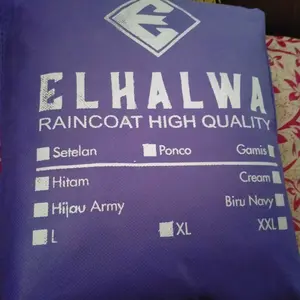 ELHALWA
RAINCOAT HIGH QUALITY
Setelan Ponco Gamis
Hitam Cream
Hijau Army Biru Navy
L XL XXL